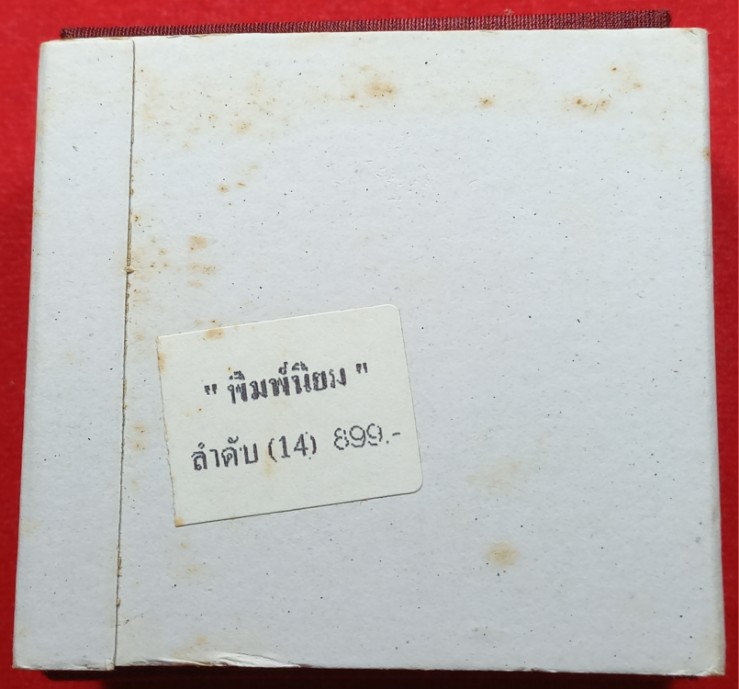 " พิมพ์นิยม "
ลำดับ (14) 899.-